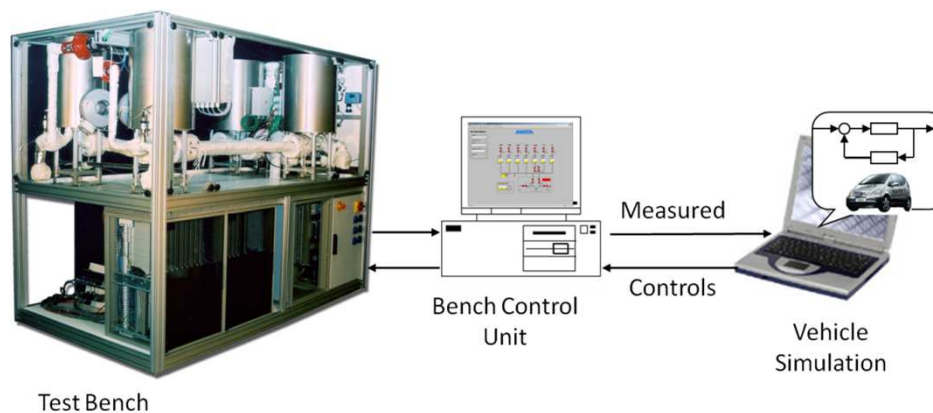 Test Bench
Bench Control
Unit
Measured
Controls
Vehicle
Simulation